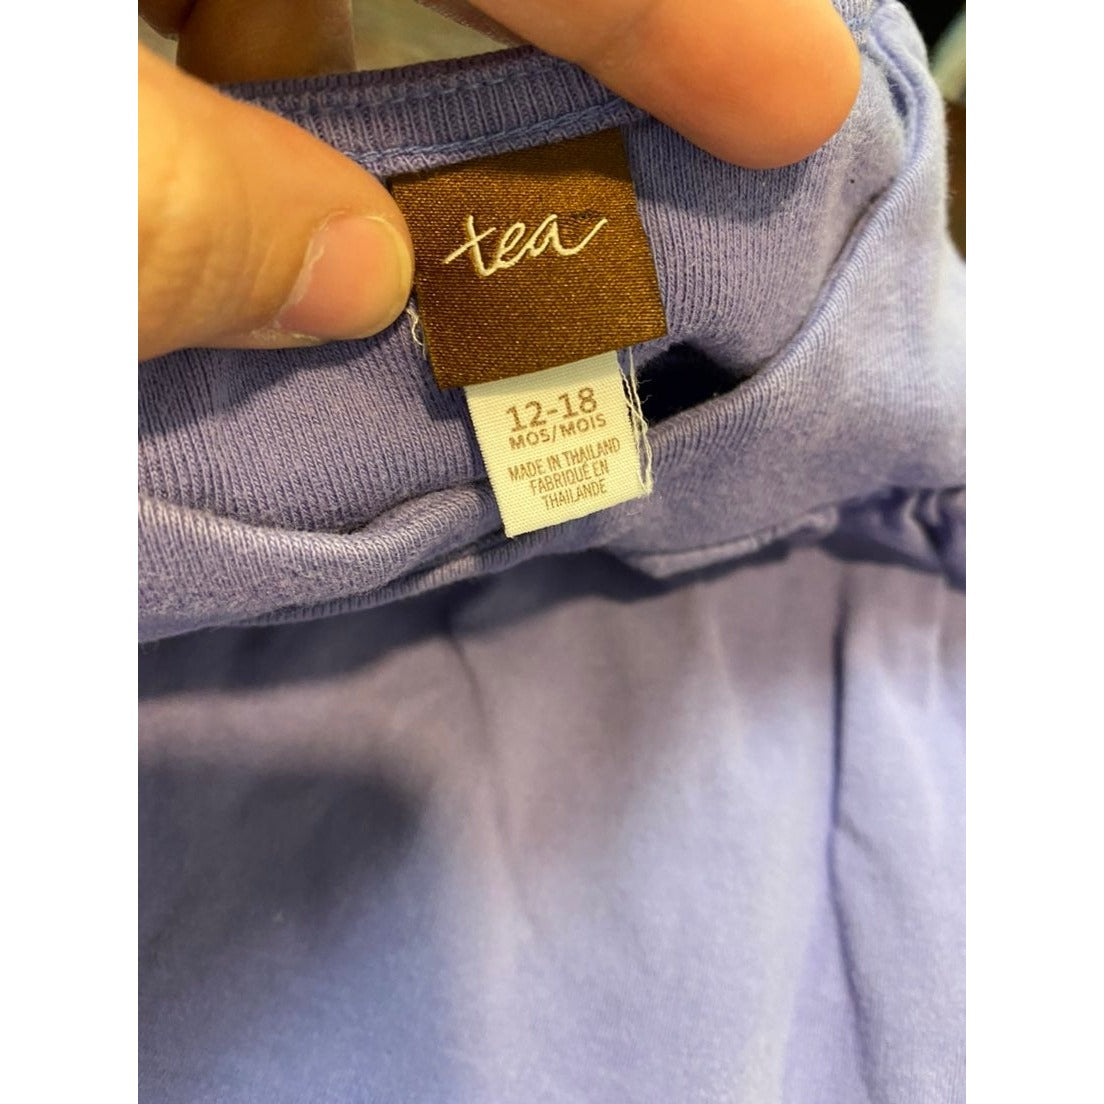 tea
12-18
MOS/MOIS
MADE IN THAILAND
FABRIQUÉ EN
THAILANDE